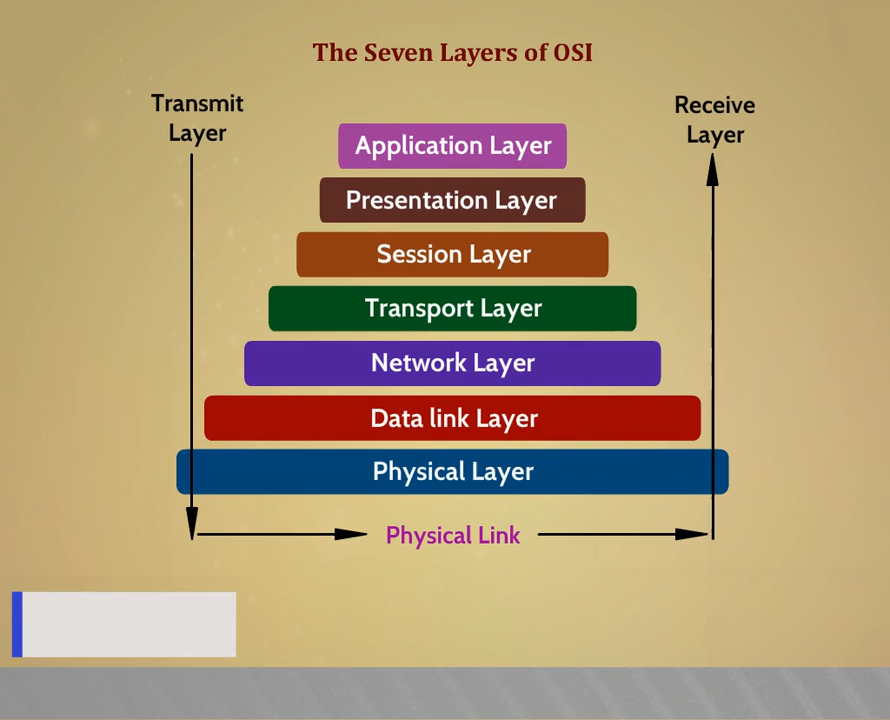 The Seven Layers of OSI
Transmit
Layer
Receive
Layer
Application Layer
Presentation Layer
Session Layer
Transport Layer
Network Layer
Data link Layer
Physical Layer
Physical Link